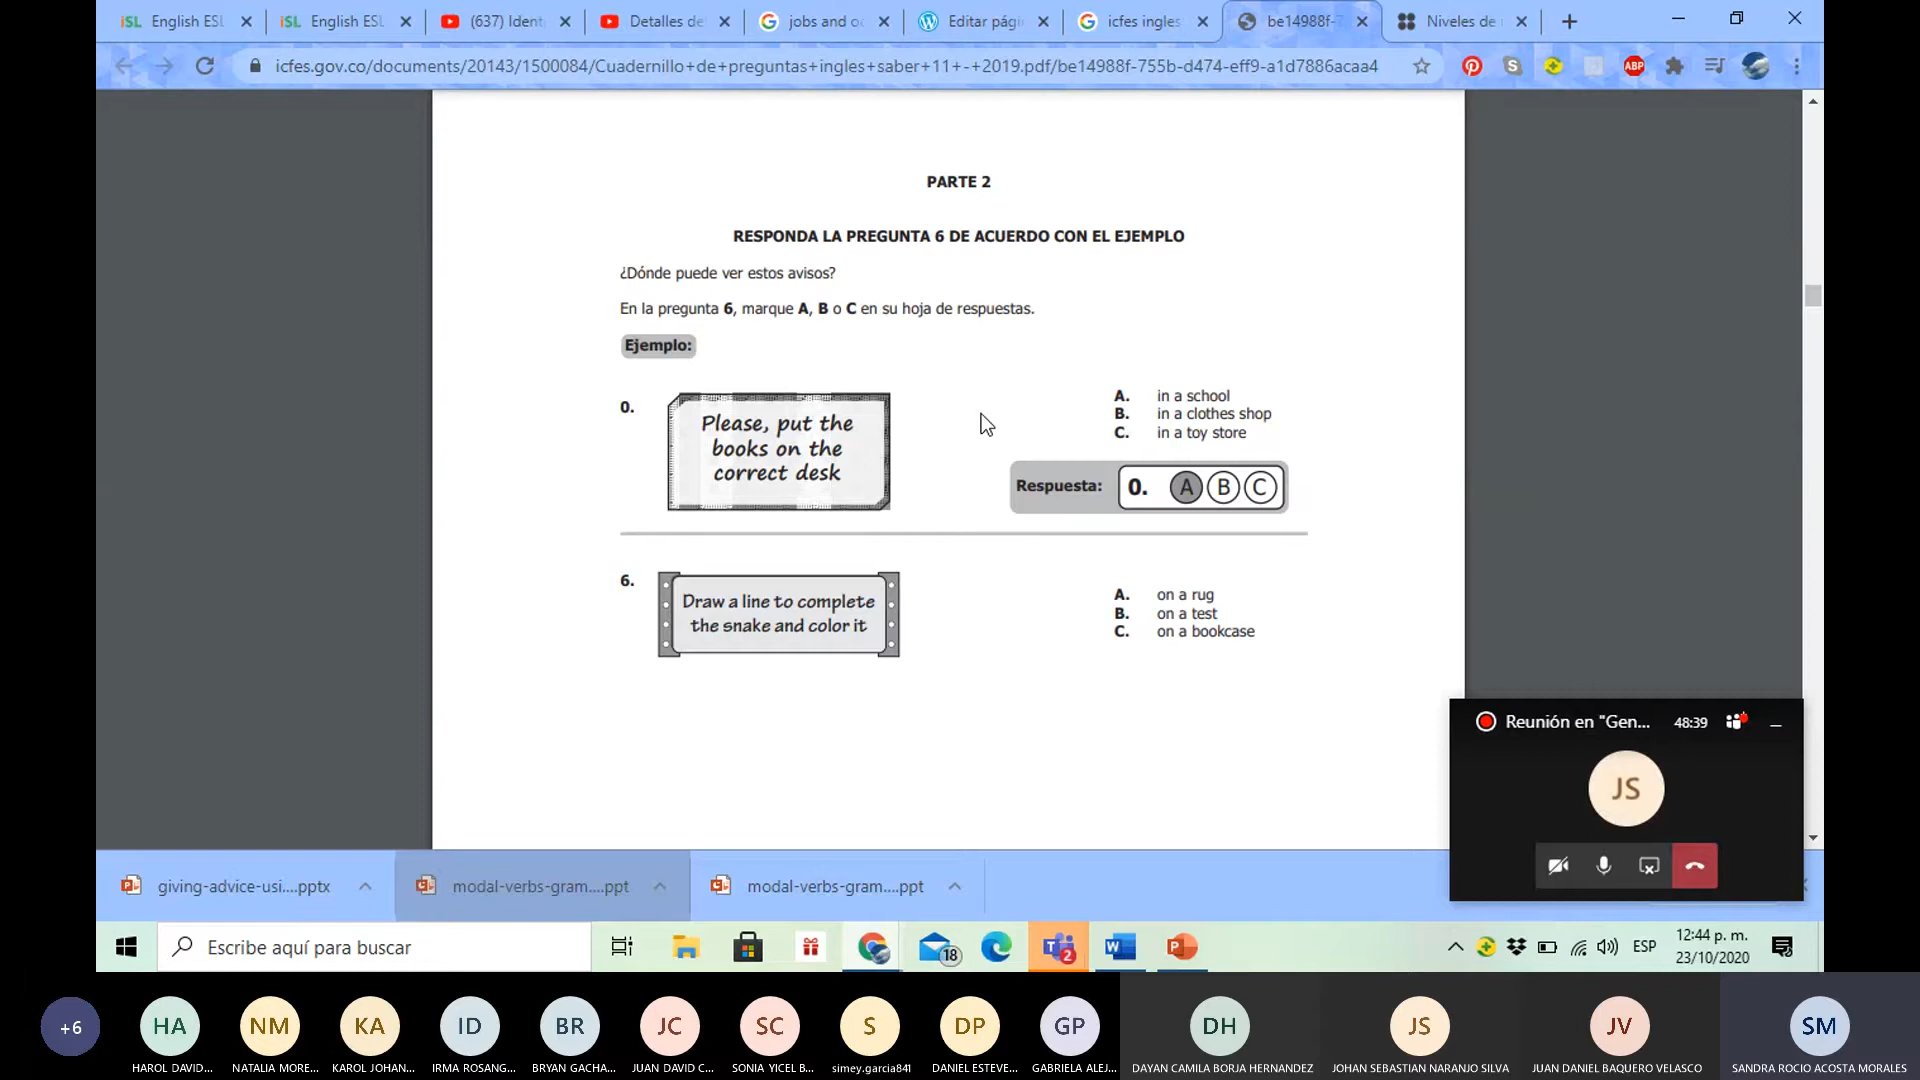 English ESL
English ESL
(637) Ident
Detalles de
jobs and oc
Editar pági
icfes ingles
be14988f-7
Niveles de
icfes.gov.co/documents/20143/1500084/Cuadernillo+de+preguntas+ingles+saber+11+-+2019.pdf/be14988f-755b-d474-eff9-a1d7886acaa4
ABP
PARTE 2
RESPONDA LA PREGUNTA 6 DE ACUERDO CON EL EJEMPLO
¿Dónde puede ver estos avisos?
En la pregunta 6, marque A, B o C en su hoja de respuestas.
Ejemplo:
0.
Please, put the
books on the
correct desk
A. in a school
B. in a clothes shop
C. in a toy store
Respuesta: 0. A B C
6.
Draw a line to complete
the snake and color it
A. on a rug
B. on a test
C. on a bookcase
Reunión en "Gen... 48:39
JS
giving-advice-usi....pptx
modal-verbs-gram....ppt
modal-verbs-gram....ppt
Escribe aquí para buscar
18
2
ESP
12:44 p. m.
23/10/2020
+6
HA
NM
KA
ID
BR
JC
SC
S
DP
GP
DH
JS
JV
SM
HAROL DAVID...
NATALIA MORE...
KAROL JOHAN...
IRMA ROSANG...
BRYAN GACHA...
JUAN DAVID C...
SONIA YICEL B...
simey.garcia841
DANIEL ESTEVE...
GABRIELA ALEJ...
DAYAN CAMILA BORJA HERNANDEZ
JOHAN SEBASTIAN NARANJO SILVA
JUAN DANIEL BAQUERO VELASCO
SANDRA ROCIO ACOSTA MORALES